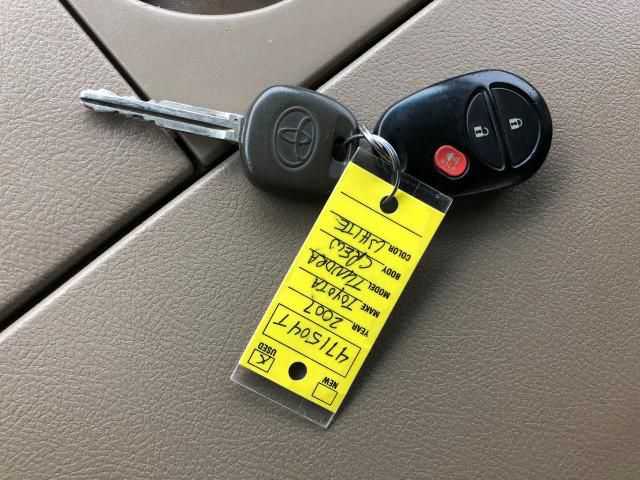 NEW
USED X
4715047
YEAR 2007
MAKE TOYOTA
MODEL TUNDRA
BODY CREW
COLOR WHITE